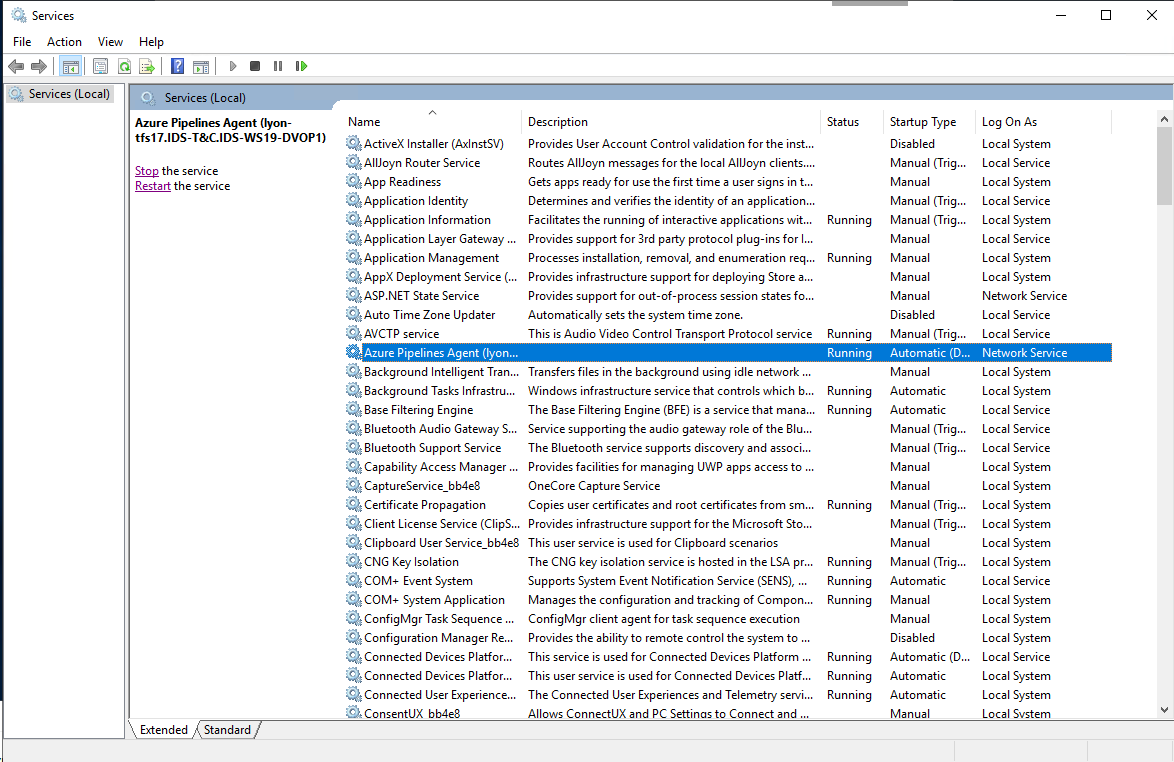 Services
File Action View Help
Services (Local)
Services (Local)
Azure Pipelines Agent (lyon-
tfs17.IDS-T&C.IDS-WS19-DVOP1)
Stop the service
Restart the service
Name Description Status Startup Type Log On As
ActiveX Installer (AxInstSV) Provides User Account Control validation for the inst... Disabled Local System
AllJoyn Router Service Routes AllJoyn messages for the local AllJoyn clients.... Manual (Trig... Local Service
App Readiness Gets apps ready for use the first time a user signs in t... Manual Local System
Application Identity Determines and verifies the identity of an application... Manual (Trig... Local Service
Application Information Facilitates the running of interactive applications wit... Running Manual (Trig... Local System
Application Layer Gateway ... Provides support for 3rd party protocol plug-ins for I... Manual Local Service
Application Management Processes installation, removal, and enumeration req... Running Manual Local System
AppX Deployment Service (... Provides infrastructure support for deploying Store a... Manual Local System
ASP.NET State Service Provides support for out-of-process session states fo... Manual Network Service
Auto Time Zone Updater Automatically sets the system time zone. Disabled Local Service
AVCTP service This is Audio Video Control Transport Protocol service Running Manual (Trig... Local Service
Azure Pipelines Agent (lyon... Running Automatic (D... Network Service
Background Intelligent Tran... Transfers files in the background using idle network ... Manual Local System
Background Tasks Infrastru... Windows infrastructure service that controls which b... Running Automatic Local System
Base Filtering Engine The Base Filtering Engine (BFE) is a service that mana... Running Automatic Local Service
Bluetooth Audio Gateway S... Service supporting the audio gateway role of the Blu... Manual (Trig... Local Service
Bluetooth Support Service The Bluetooth service supports discovery and associ... Manual (Trig... Local Service
Capability Access Manager ... Provides facilities for managing UWP apps access to ... Manual Local System
CaptureService_bb4e8 OneCore Capture Service Manual Local System
Certificate Propagation Copies user certificates and root certificates from sm... Running Manual (Trig... Local System
Client License Service (ClipS... Provides infrastructure support for the Microsoft Sto... Manual (Trig... Local System
Clipboard User Service_bb4e8 This user service is used for Clipboard scenarios Manual Local System
CNG Key Isolation The CNG key isolation service is hosted in the LSA pr... Running Manual (Trig... Local System
COM+ Event System Supports System Event Notification Service (SENS), ... Running Automatic Local Service
COM+ System Application Manages the configuration and tracking of Compon... Running Manual Local System
ConfigMgr Task Sequence ... ConfigMgr client agent for task sequence execution Manual Local System
Configuration Manager Re... Provides the ability to remote control the system to ... Disabled Local System
Connected Devices Platfor... This service is used for Connected Devices Platform ... Running Automatic (D... Local Service
Connected Devices Platfor... This user service is used for Connected Devices Platf... Running Automatic Local System
Connected User Experience... The Connected User Experiences and Telemetry servi... Running Automatic Local System
ConsentUX_bb4e8 Allows ConnectUX and PC Settings to Connect and ... Manual Local System
Extended Standard